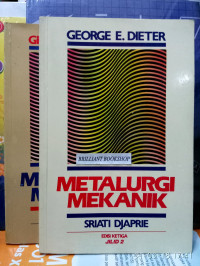 GEORGE E. DIETER
BRILLIANT BOOKSHOP
METALURGI
MEKANIK
SRIATI DJAPRIE
EDISI KETIGA
JILID 2